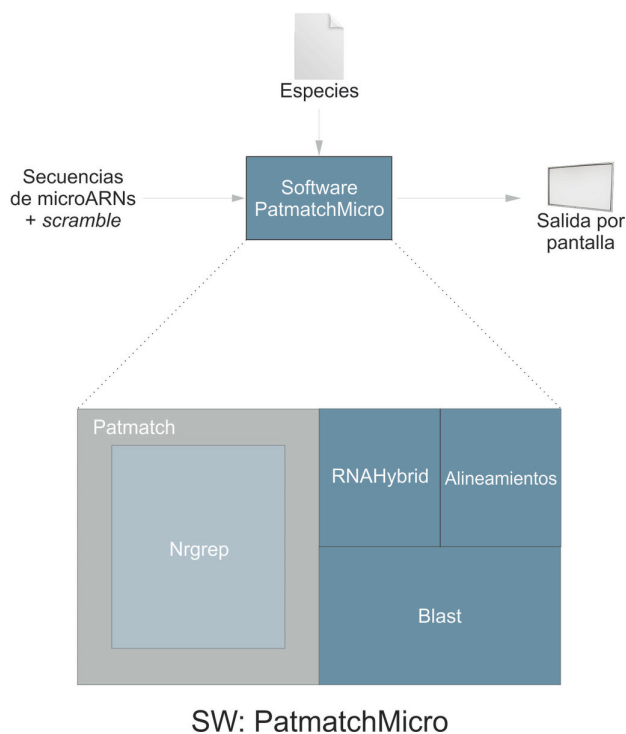 Especies
Secuencias
de microARNs
+ scramble
Software
PatmatchMicro
Salida por
pantalla
Patmatch
Nrgrep
RNAHybrid
Alineamientos
Blast
SW: PatmatchMicro